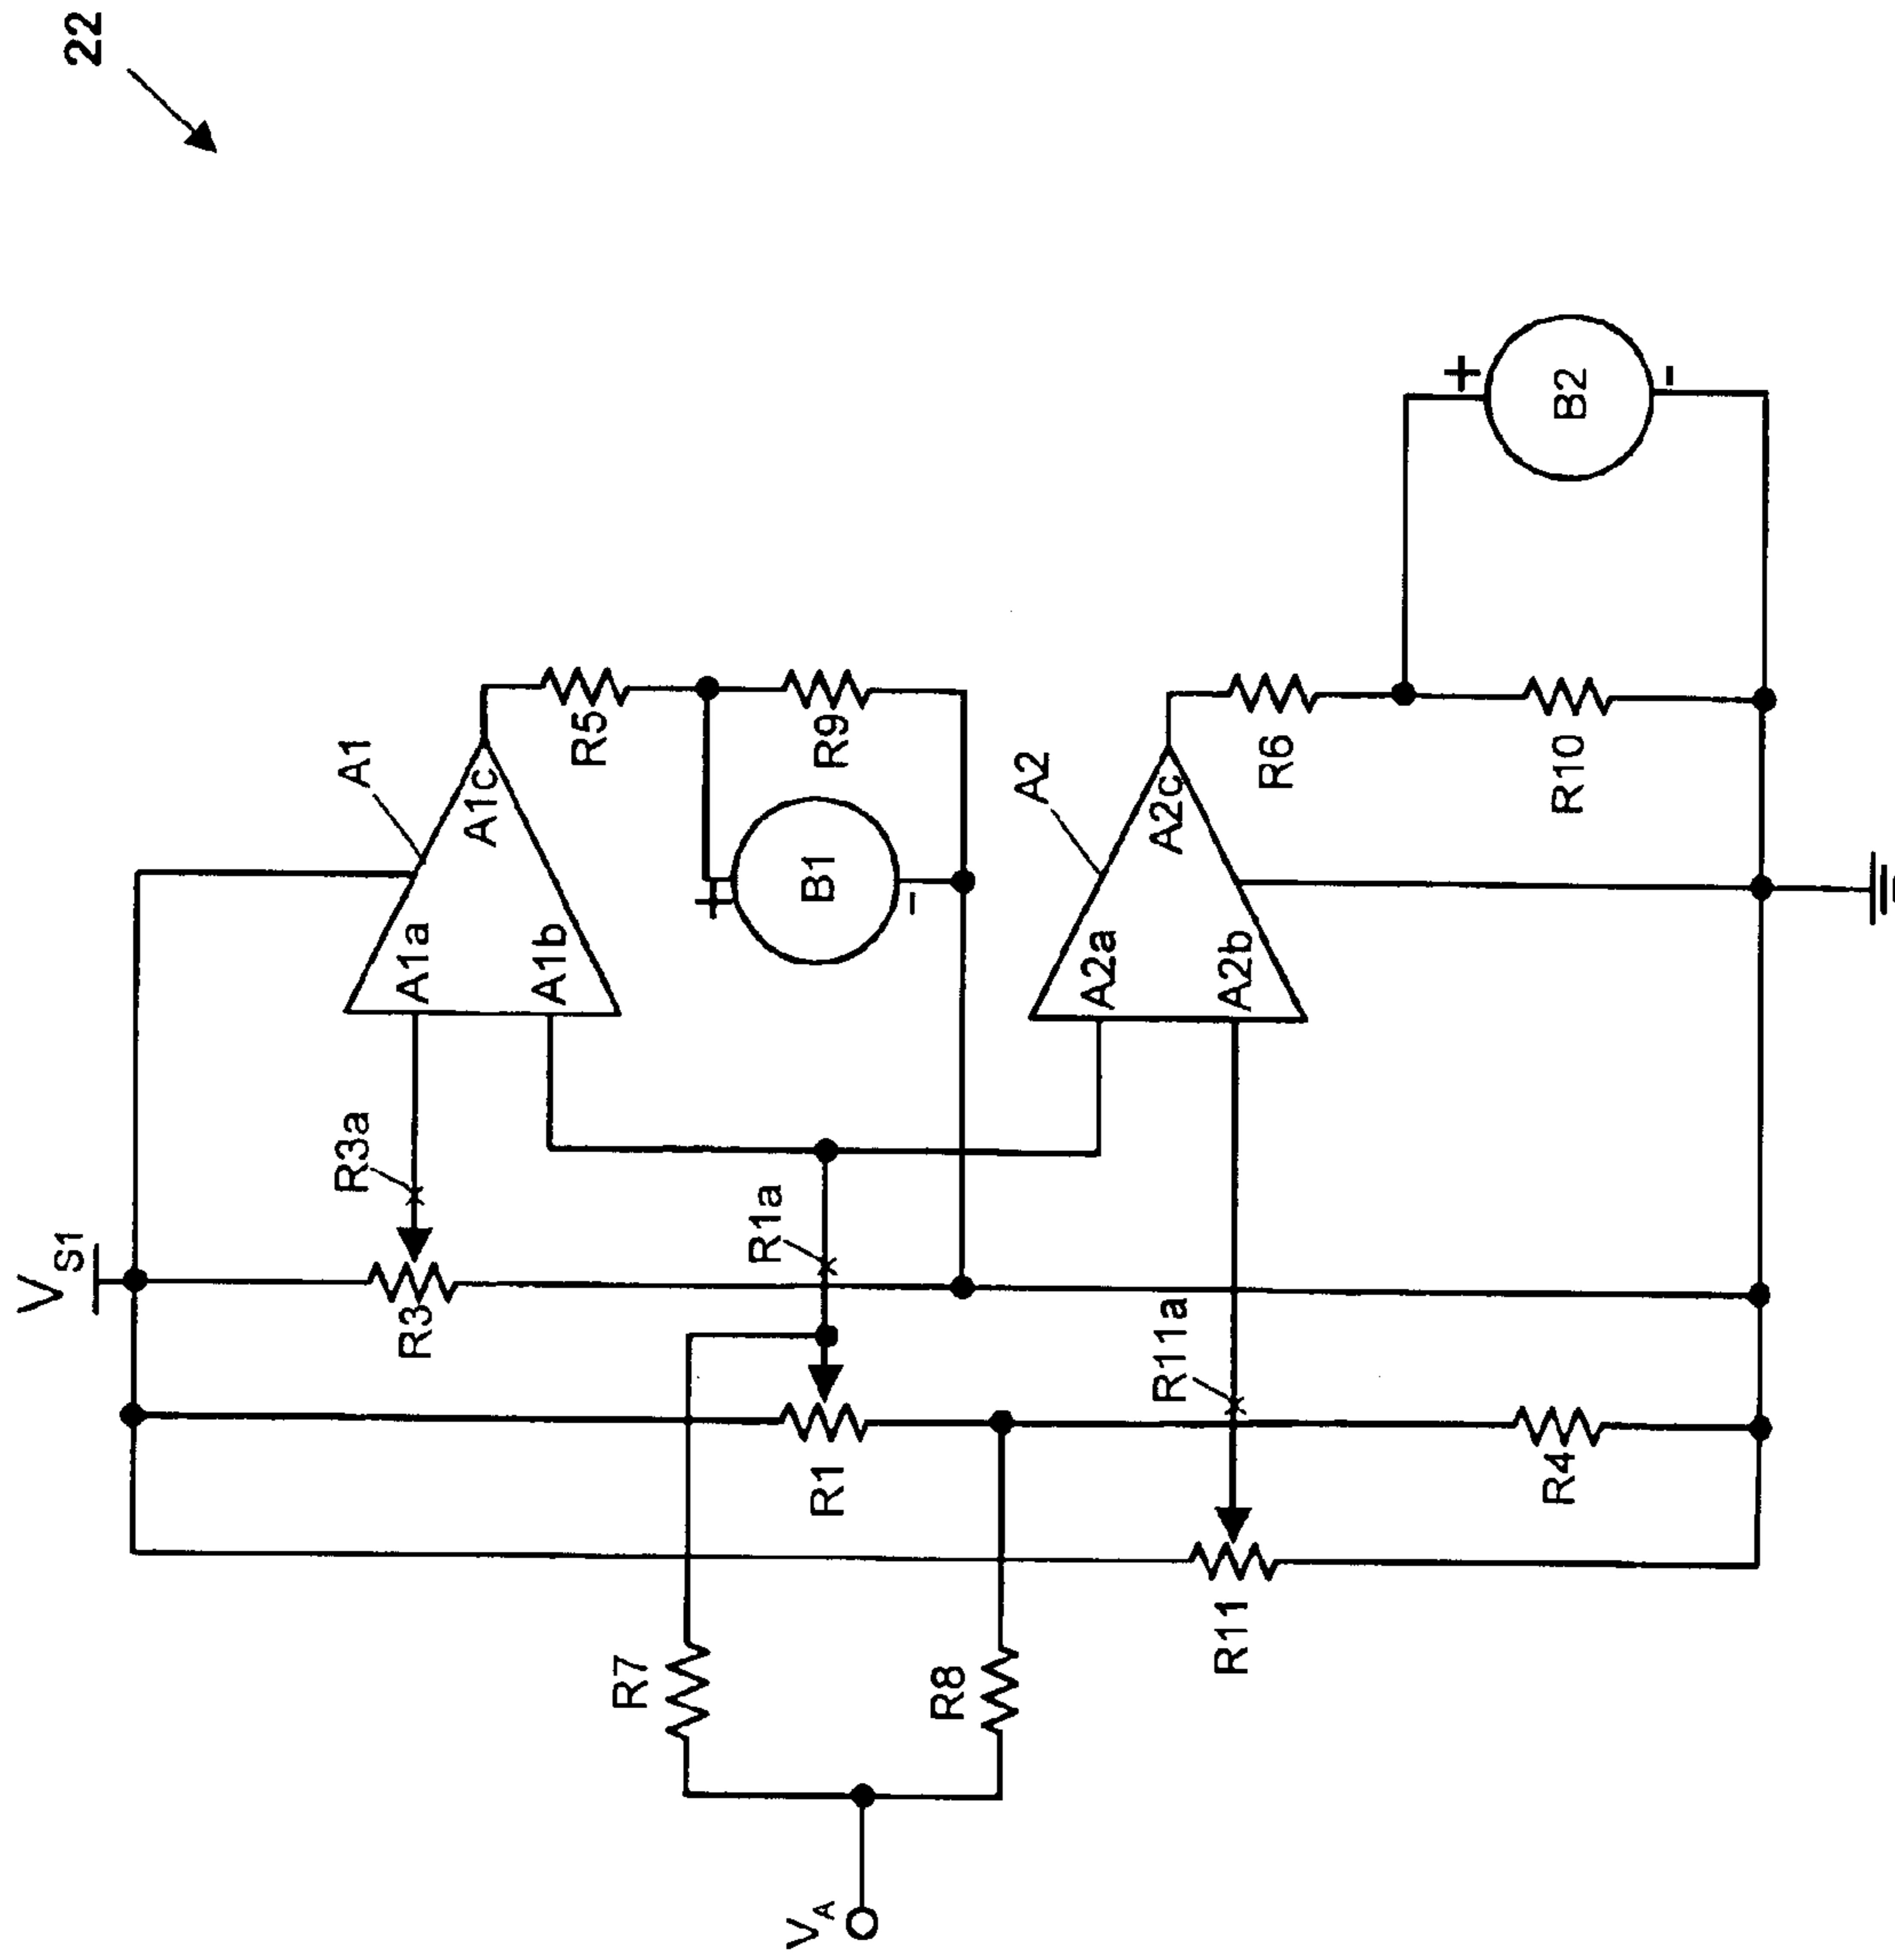 22
VS1
A1
A1a
A1b
A1c
R3a
R3
R5
R9
+
B1
-
R1a
R1
A2
A2a
A2b
A2c
R6
R10
+
B2
-
R11a
R11
R4
R7
R8
VA